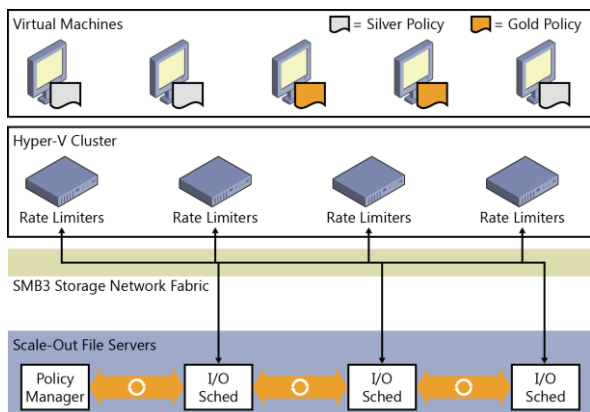 Virtual Machines
= Silver Policy
= Gold Policy
Hyper-V Cluster
Rate Limiters
Rate Limiters
Rate Limiters
Rate Limiters
SMB3 Storage Network Fabric
Scale-Out File Servers
Policy
Manager
I/O
Sched
I/O
Sched
I/O
Sched